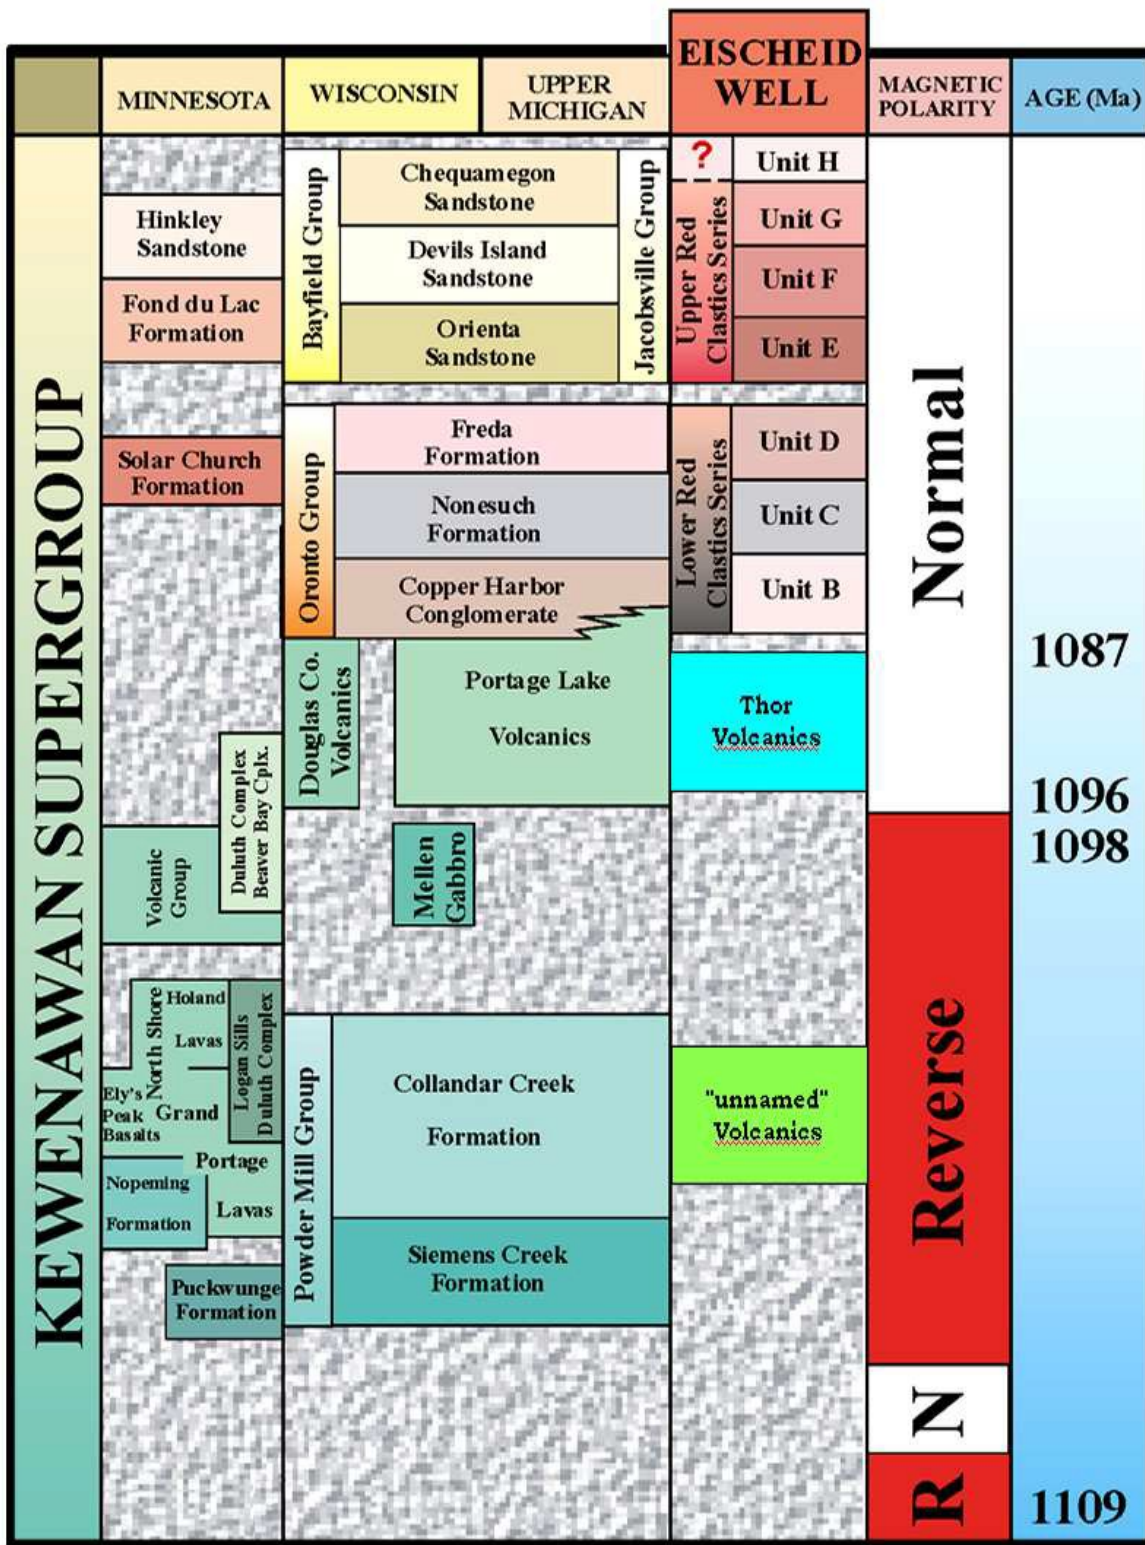 EISCHEID
WELL
MINNESOTA
WISCONSIN
UPPER
MICHIGAN
MAGNETIC
POLARITY
AGE (Ma)
KEWENAWAN SUPERGROUP
Hinkley
Sandstone
Fond du Lac
Formation
Solar Church
Formation
Duluth Complex
Beaver Bay Cplx.
Volcanic
Group
North Shore
Holand
Lavas
Logan Sills
Duluth Complex
Ely's
Peak
Basalts
Grand
Portage
Lavas
Nopeming
Formation
Puckwunge
Formation
Bayfield Group
Chequamegon
Sandstone
Devils Island
Sandstone
Orienta
Sandstone
Jacobsville Group
Oronto Group
Freda
Formation
Nonesuch
Formation
Copper Harbor
Conglomerate
Douglas Co.
Volcanics
Portage Lake
Volcanics
Mellen
Gabbro
Powder Mill Group
Collandar Creek
Formation
Siemens Creek
Formation
?
Upper Red
Clastics Series
Unit H
Unit G
Unit F
Unit E
Lower Red
Clastics Series
Unit D
Unit C
Unit B
Thor
Volcanics
"unnamed"
Volcanics
Normal
Reverse
N
R
1087
1096
1098
1109